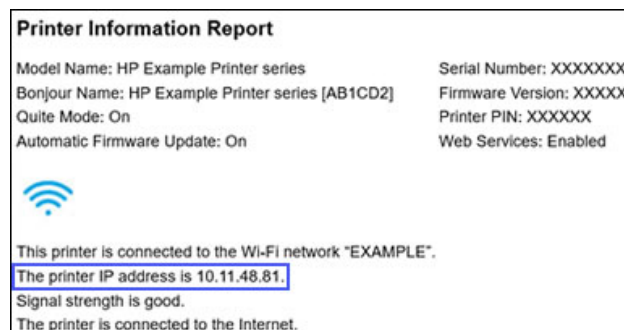 Printer Information Report
Model Name: HP Example Printer series
Serial Number: XXXXXXX
Bonjour Name: HP Example Printer series [AB1CD2]
Firmware Version: XXXXX
Quite Mode: On
Printer PIN: XXXXXX
Automatic Firmware Update: On
Web Services: Enabled
This printer is connected to the Wi-Fi network "EXAMPLE".
The printer IP address is 10.11.48.81.
Signal strength is good.
The printer is connected to the Internet.